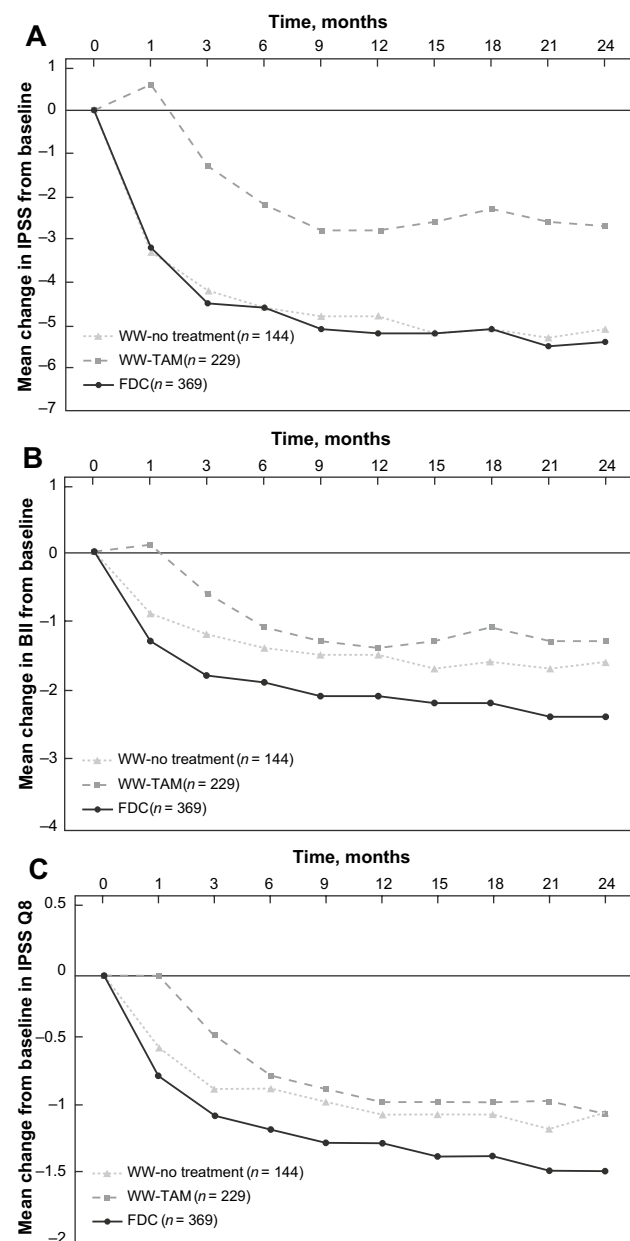 Time, months
A
0 1 3 6 9 12 15 18 21 24
Mean change in IPSS from baseline
1
0
–1
–2
–3
–4
–5
–6
–7
WW-no treatment (n = 144)
WW-TAM (n = 229)
FDC (n = 369)
Time, months
B
0 1 3 6 9 12 15 18 21 24
Mean change in BII from baseline
1
0
–1
–2
–3
–4
WW-no treatment (n = 144)
WW-TAM (n = 229)
FDC (n = 369)
Time, months
C
0 1 3 6 9 12 15 18 21 24
Mean change from baseline in IPSS Q8
0.5
0
–0.5
–1
–1.5
–2
WW-no treatment (n = 144)
WW-TAM (n = 229)
FDC (n = 369)